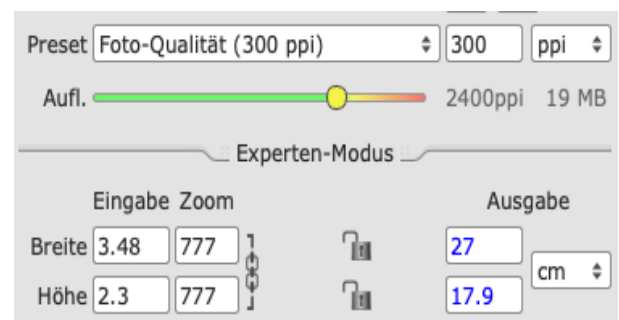 Preset Foto-Qualität (300 ppi) 300 ppi
Aufl. 2400ppi 19 MB
Experten-Modus
Eingabe Zoom Ausgabe
Breite 3.48 777 27
cm
Höhe 2.3 777 17.9